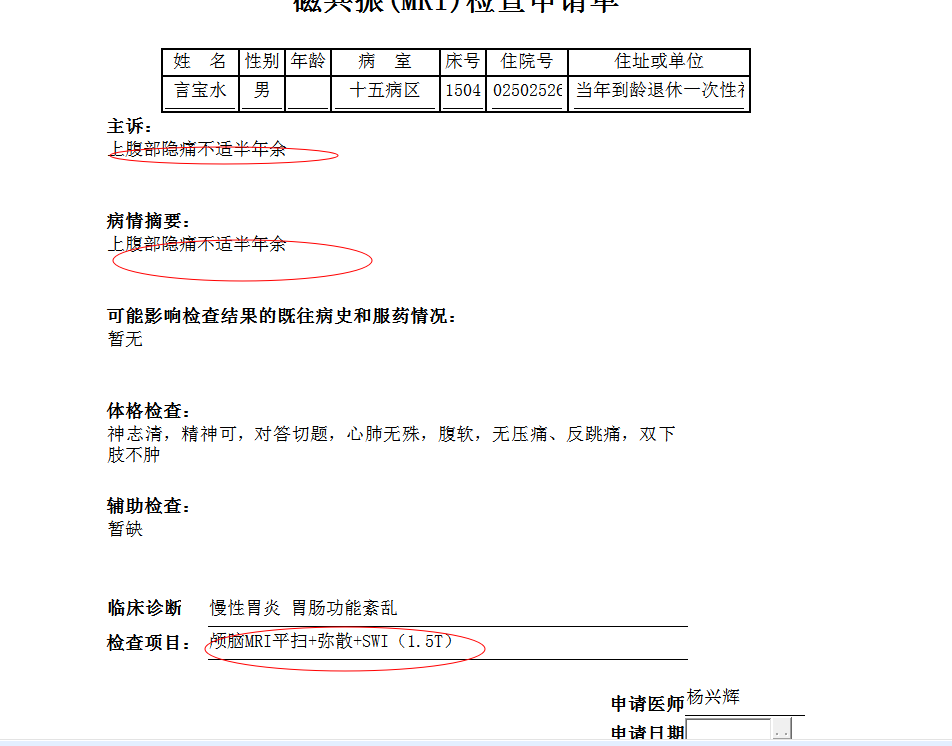 磁共振(MRI)检查申请单
姓 名 性别 年龄 病 室 床号 住院号 住址或单位
言宝水 男 十五病区 1504 02502526 当年到龄退休一次性
主诉：
上腹部隐痛不适半年余
病情摘要：
上腹部隐痛不适半年余
可能影响检查结果的既往病史和服药情况：
暂无
体格检查：
神志清，精神可，对答切题，心肺无殊，腹软，无压痛、反跳痛，双下
肢不肿
辅助检查：
暂缺
临床诊断 慢性胃炎 胃肠功能紊乱
检查项目： 颅脑MRI平扫+弥散+SWI（1.5T）
申请医师 杨兴辉
申请日期 ..